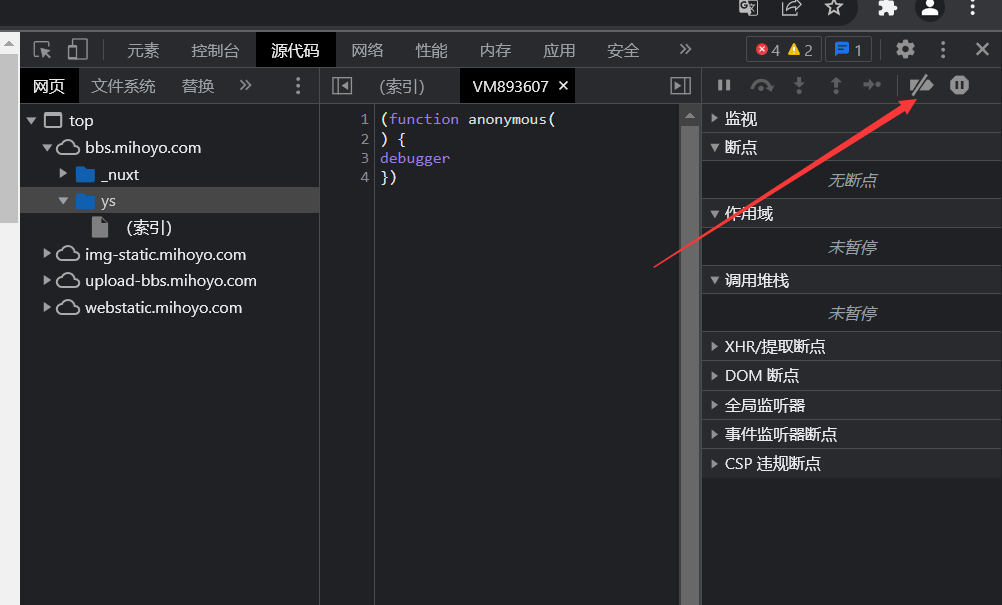 元素 控制台 源代码 网络 性能 内存 应用 安全 » 4 2 1
网页 文件系统 替换 » (索引) VM893607 ×
top
bbs.mihoyo.com
_nuxt
ys
(索引)
img-static.mihoyo.com
upload-bbs.mihoyo.com
webstatic.mihoyo.com
1 (function anonymous(
2 ) {
3 debugger
4 })
监视
断点
无断点
作用域
未暂停
调用堆栈
未暂停
XHR/提取断点
DOM 断点
全局监听器
事件监听器断点
CSP 违规断点